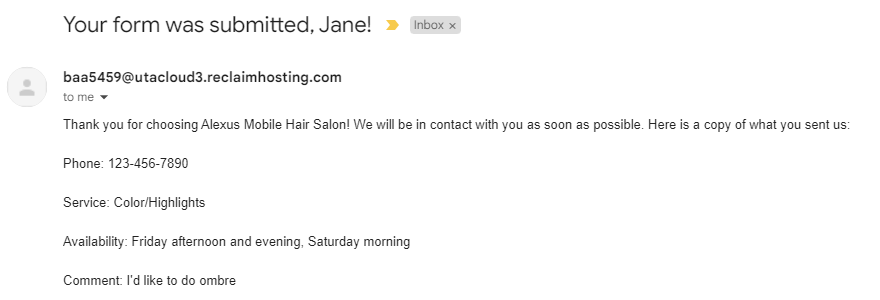 Your form was submitted, Jane! Inbox ×
baa5459@utacloud3.reclaimhosting.com
to me
Thank you for choosing Alexus Mobile Hair Salon! We will be in contact with you as soon as possible. Here is a copy of what you sent us:
Phone: 123-456-7890
Service: Color/Highlights
Availability: Friday afternoon and evening, Saturday morning
Comment: I'd like to do ombre